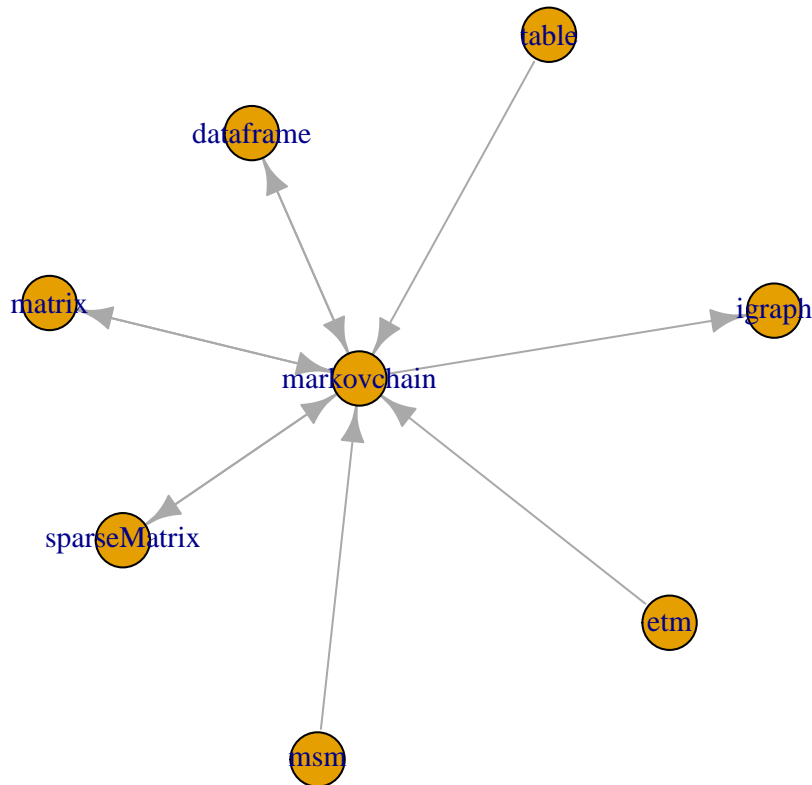 table
dataframe
matrix
igraph
markovchain
sparseMatrix
etm
msm